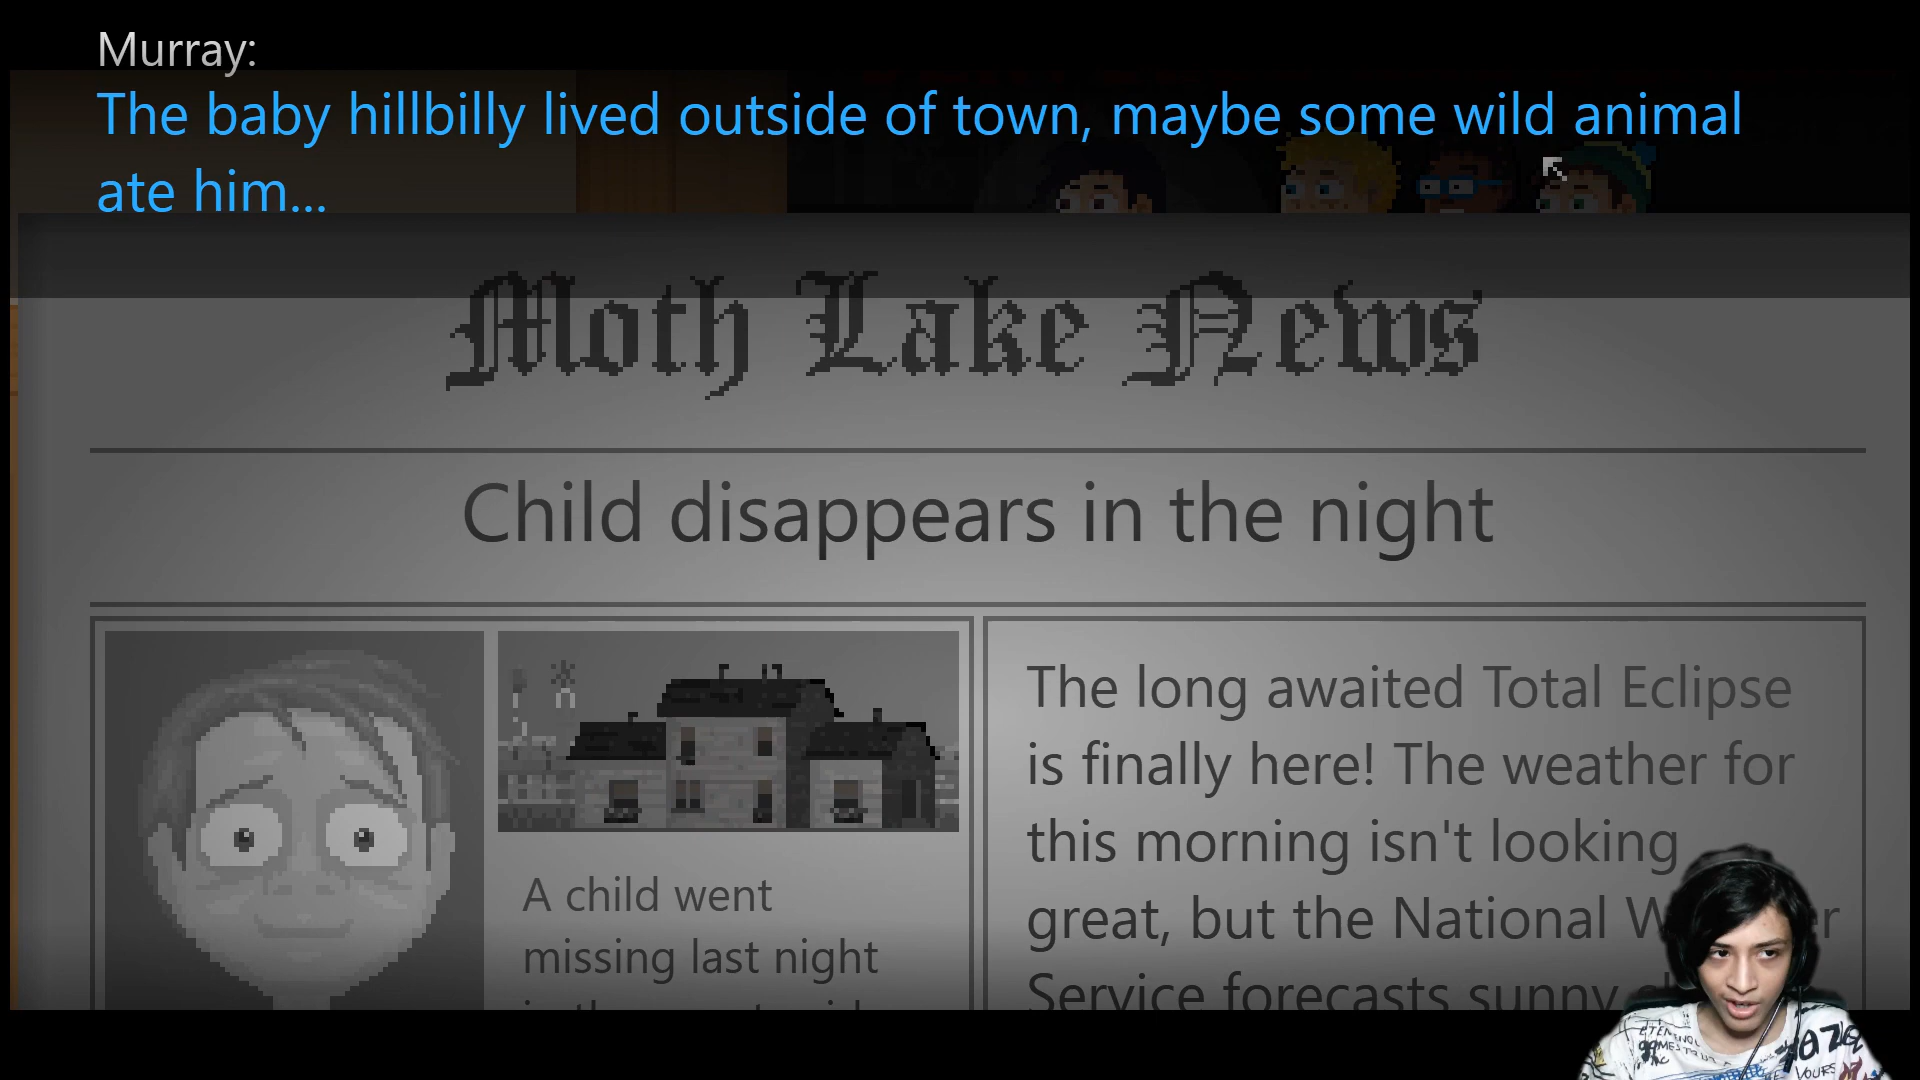 Murray:
The baby hillbilly lived outside of town, maybe some wild animal
ate him...
Moth Lake News
Child disappears in the night
The long awaited Total Eclipse
is finally here! The weather for
this morning isn't looking
great, but the National
Service forecasts sunny
A child went
missing last night